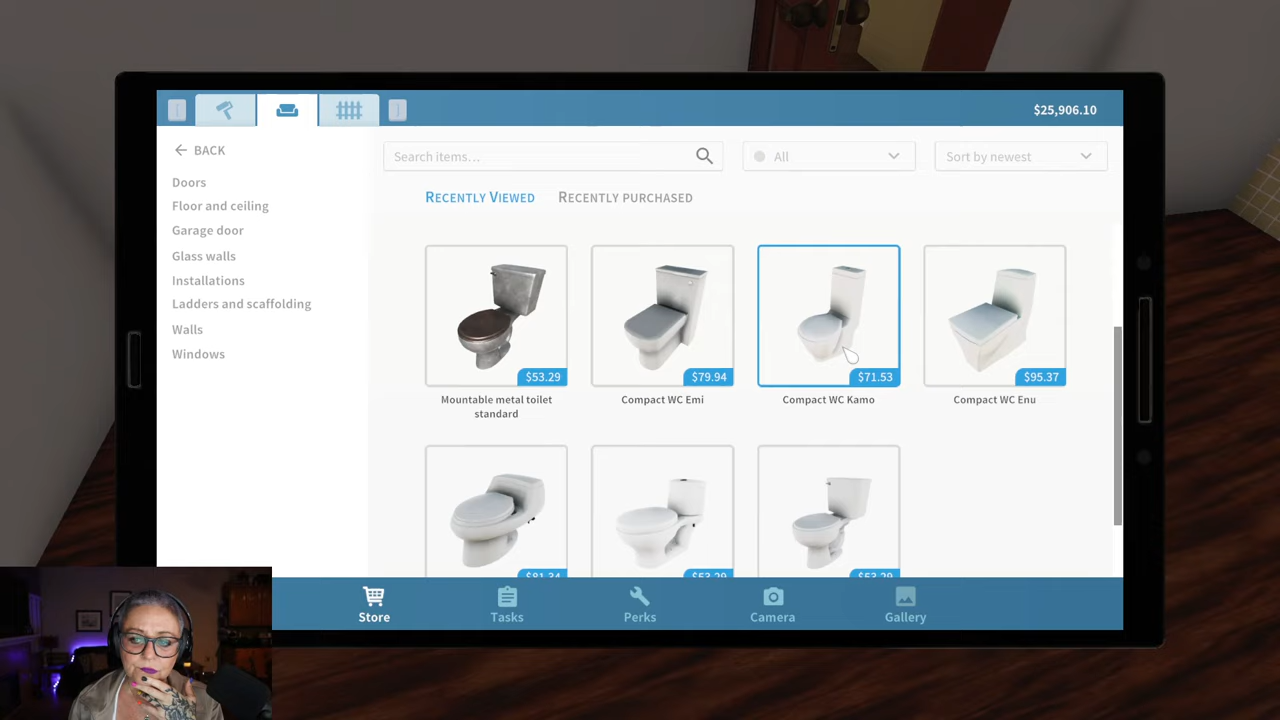 $25,906.10
BACK
Search items...
All
Sort by newest
Doors
Floor and ceiling
Garage door
Glass walls
Installations
Ladders and scaffolding
Walls
Windows
RECENTLY VIEWED
RECENTLY PURCHASED
$53.29
$79.94
$71.53
$95.37
Mountable metal toilet
standard
Compact WC Emi
Compact WC Kamo
Compact WC Enu
Store
Tasks
Perks
Camera
Gallery